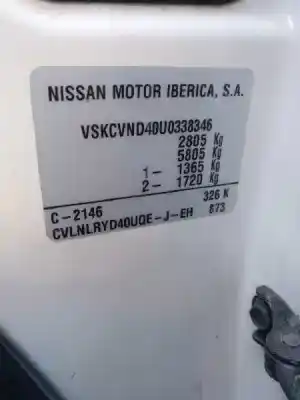 NISSAN MOTOR IBERICA, S.A.
VSKCVND40U0338346
2805 Kg
5805 Kg
1- 1365 Kg
2- 1720 Kg
C-2146 326 K
CVLNLRYD40UQE-J-EH 873